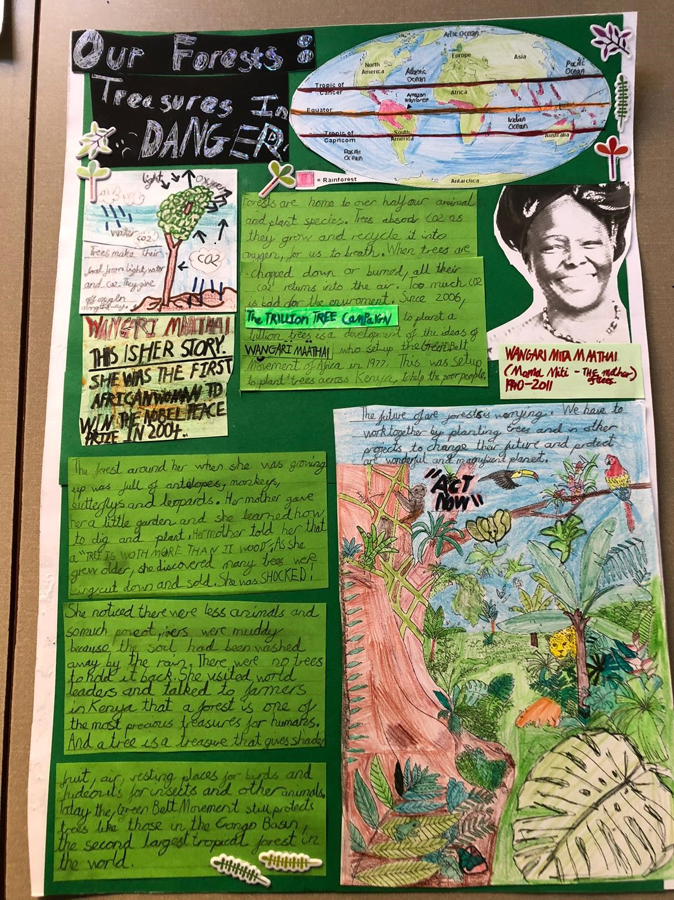 Our Forests:
Treasures In
DANGER!
Arctic Ocean
North America
Europe
Asia
Pacific Ocean
Atlantic Ocean
Tropic of Cancer
Amazon Rainforest
Africa
Equator
Indian Ocean
Tropic of Capricorn
South America
Australia
Pacific Ocean
Antarctica
= Rainforest
light
Oxygen
Water
CO2
CO2
Trees make their
food from light, water
and CO2. They give
Forests are home to over half our animal
and plant species. Trees absorb CO2 as
they grow and recycle it into
oxygen, for us to breath. When trees are
chopped down or burned, all their
CO2 returns into the air. Too much CO2
is bad for the enviroment. Since 2006,
The TRILLION TREE CAMPAIGN to plant a
trillion trees is a development of the ideas of
WANGARI MAATHAI, who set up the Green Belt
Movement of Africa in 1977. This was setup
to plant trees across Kenya, to help the poor people.
WANGARI MAATHAI
THIS IS HER STORY.
SHE WAS THE FIRST
AFRICAN WOMAN TO
WIN THE NOBEL PEACE
PRIZE IN 2004.
WANGARI MUTA MAATHAI
(Mama Miti - THE mother)
of trees.
1940-2011
The future of are forests is worrying. We have to
work together by planting trees and in other
projects to change their future and protect
are wonderful and magnificent planet.
"ACT
NOW"
The forest around her when she was growing
up was full of antelopes, monkeys,
butterflys and leopards. Her mother gave
her a little garden and she learned how
to dig and plant. Her mother told her that
a "TREE IS WOTH MORE THAN IT WOOD". As she
grew older, she discovered many trees were
being cut down and sold. She was SHOCKED!
She noticed there were less animals and
so much rivers were muddy
because the soil had been washed
away by the rain. There were no trees
to hold it back. She visited world
leaders and talked to farmers
in Kenya that a forest is one of
the most precious treasures for humans.
And a tree is a treasure that gives shade,
fruit, air, resting places for birds and
hideouts for insects and other animals.
Today the Green Belt Movement still protects
trees like those in the Congo Basin,
the second largest tropical forest in
the world.